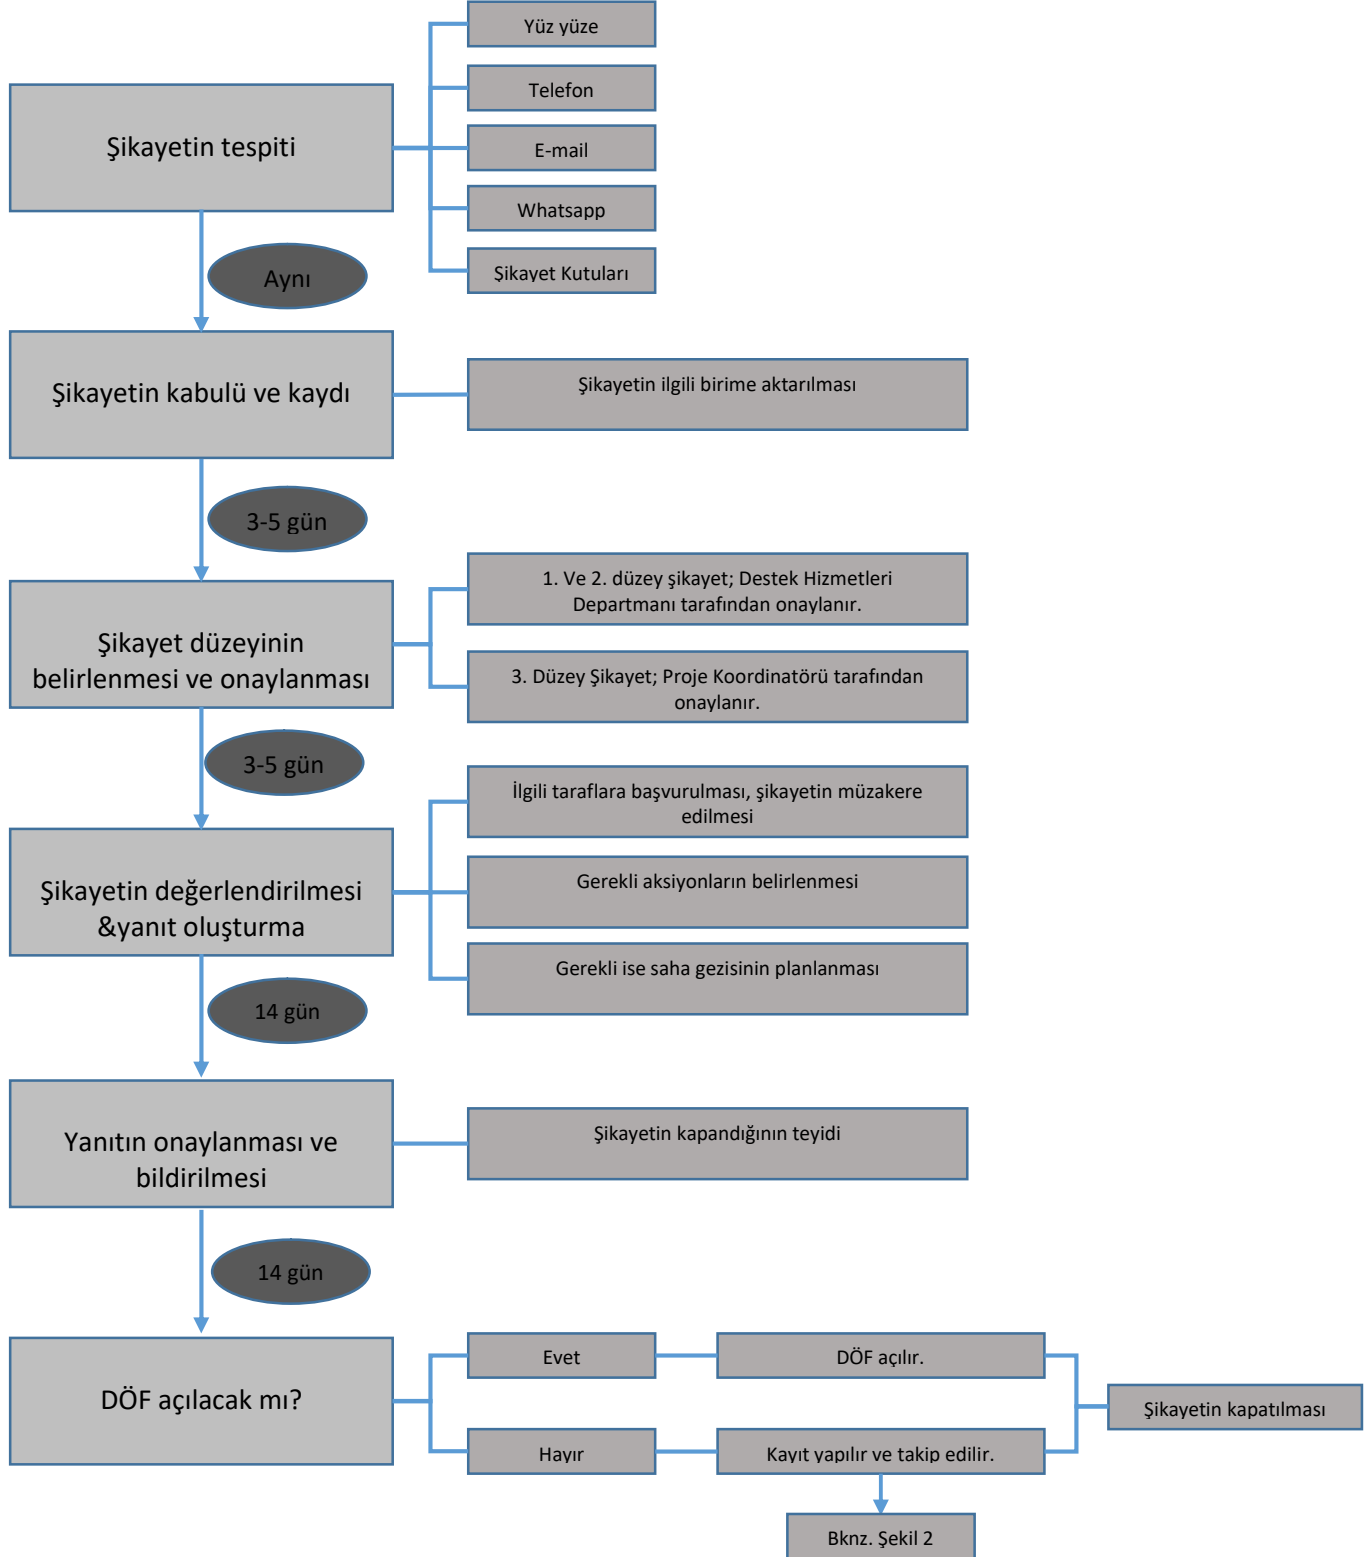 Yüz yüze
Telefon
Şikayetin tespiti
E-mail
Whatsapp
Şikayet Kutuları
Aynı
Şikayetin kabulü ve kaydı
Şikayetin ilgili birime aktarılması
3-5 gün
Şikayet düzeyinin
belirlenmesi ve onaylanması
1. Ve 2. düzey şikayet; Destek Hizmetleri
Departmanı tarafından onaylanır.
3. Düzey Şikayet; Proje Koordinatörü tarafından
onaylanır.
3-5 gün
Şikayetin değerlendirilmesi
&yanıt oluşturma
İlgili taraflara başvurulması, şikayetin müzakere
edilmesi
Gerekli aksiyonların belirlenmesi
Gerekli ise saha gezisinin planlanması
14 gün
Yanıtın onaylanması ve
bildirilmesi
Şikayetin kapandığının teyidi
14 gün
DÖF açılacak mı?
Evet
DÖF açılır.
Hayır
Kayıt yapılır ve takip edilir.
Şikayetin kapatılması
Bknz. Şekil 2